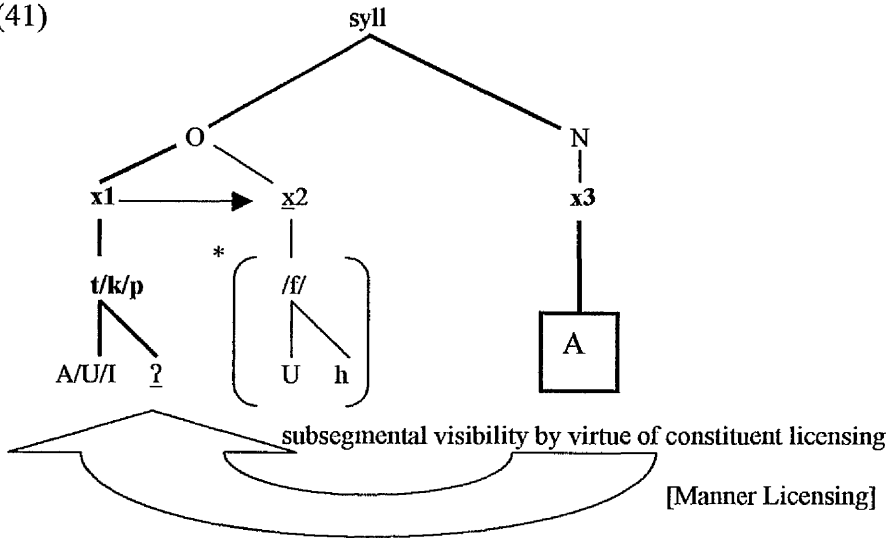 (41)
syll
O N
x1 x2 x3
*
t/k/p /f/
A
A/U/I ʔ U h
subsegmental visibility by virtue of constituent licensing
[Manner Licensing]